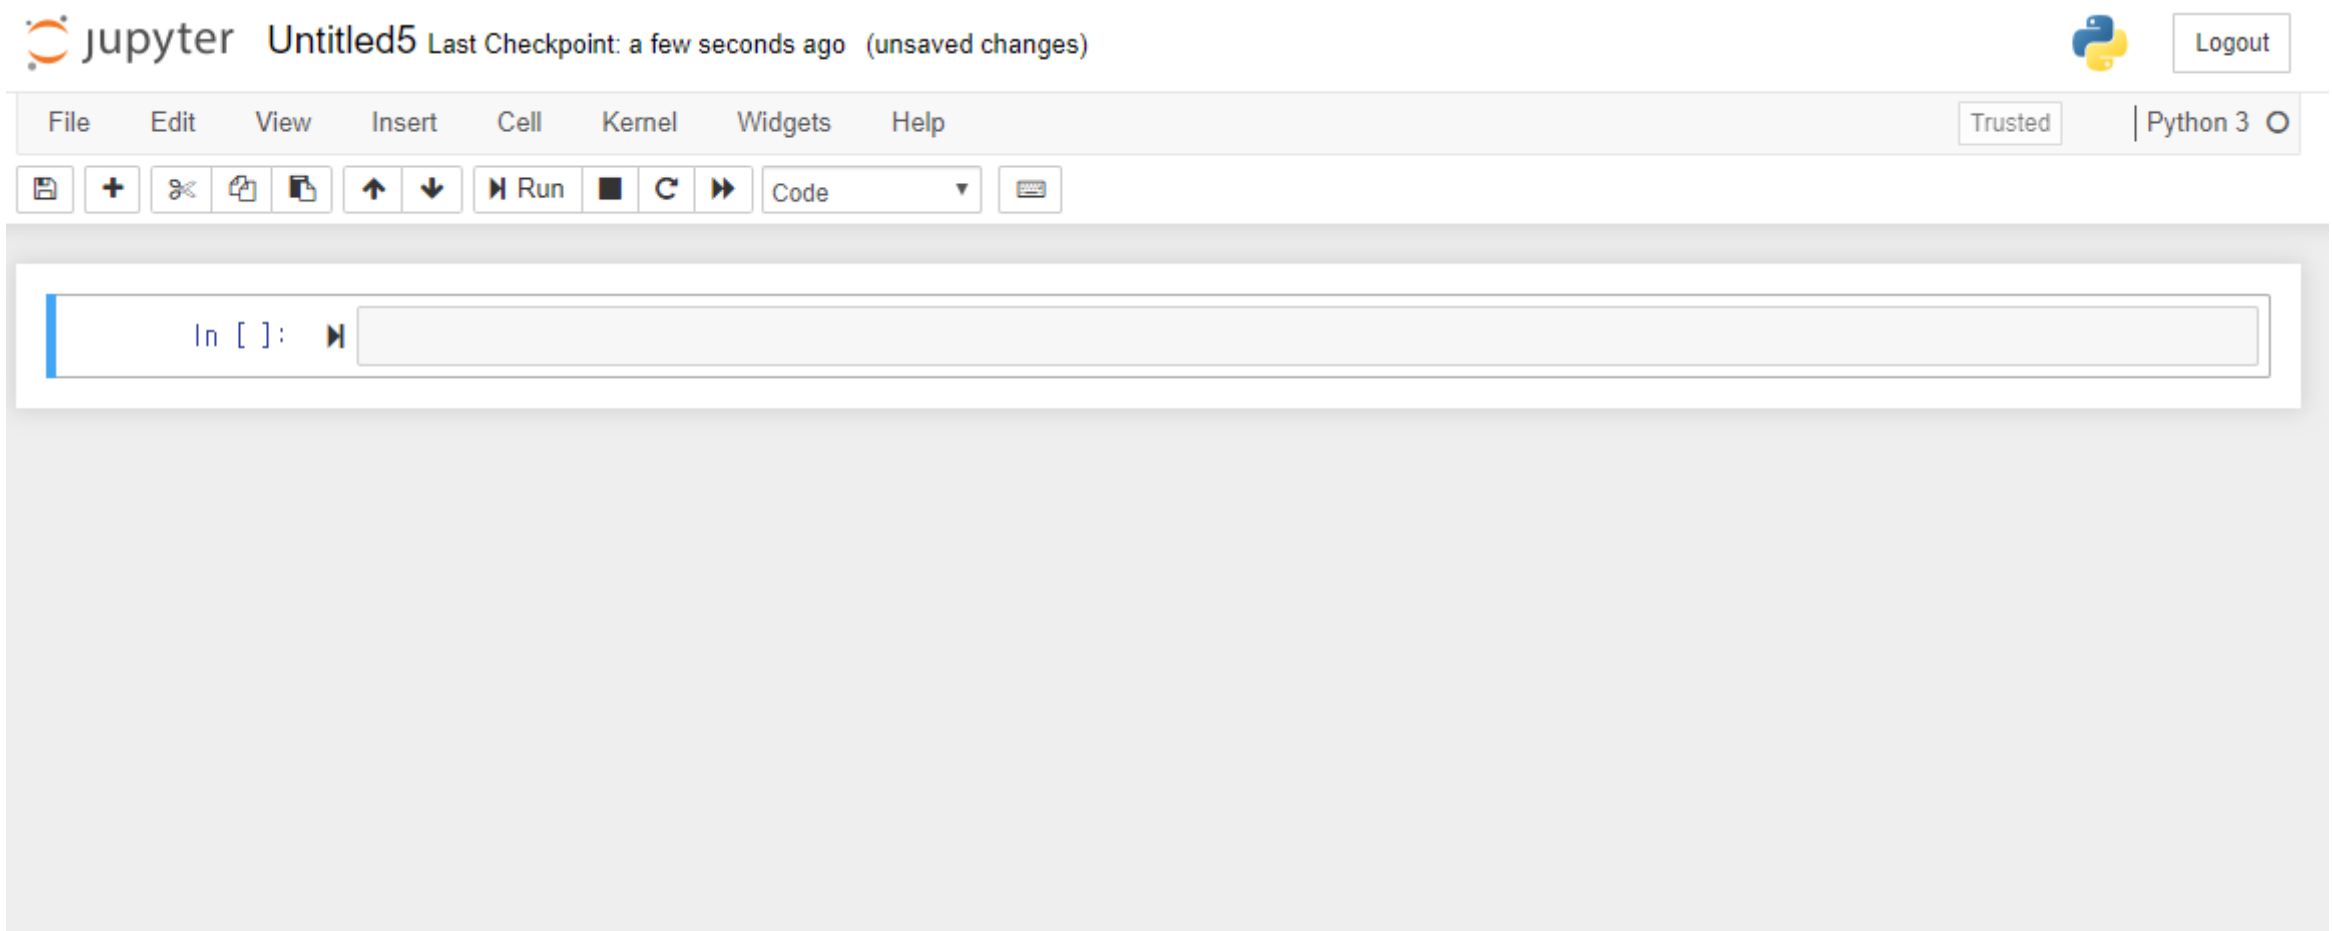 jupyter Untitled5 Last Checkpoint: a few seconds ago (unsaved changes) Logout
File Edit View Insert Cell Kernel Widgets Help Trusted Python 3
Run Code
In [ ]: